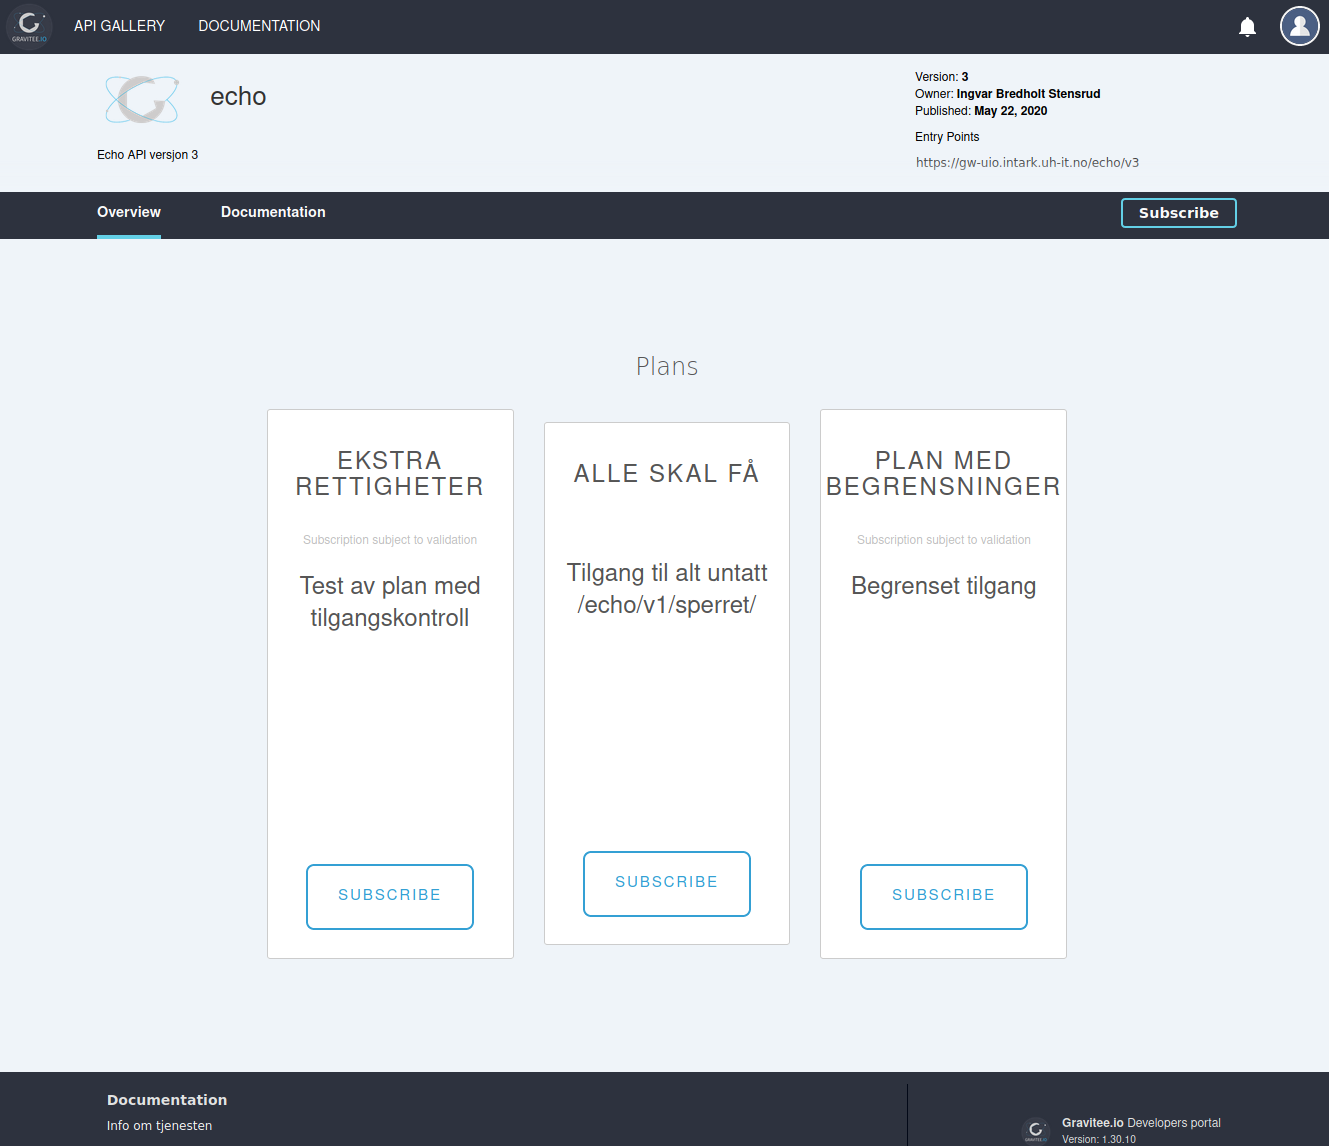 GRAVITEE.IO
API GALLERY
DOCUMENTATION
echo
Echo API versjon 3
Version: 3
Owner: Ingvar Bredholt Stensrud
Published: May 22, 2020
Entry Points
https://gw-uio.intark.uh-it.no/echo/v3
Overview
Documentation
Subscribe
Plans
EKSTRA
RETTIGHETER
Subscription subject to validation
Test av plan med
tilgangskontroll
SUBSCRIBE
ALLE SKAL FÅ
Tilgang til alt untatt
/echo/v1/sperret/
SUBSCRIBE
PLAN MED
BEGRENSNINGER
Subscription subject to validation
Begrenset tilgang
SUBSCRIBE
Documentation
Info om tjenesten
GRAVITEE.IO
Gravitee.io Developers portal
Version: 1.30.10